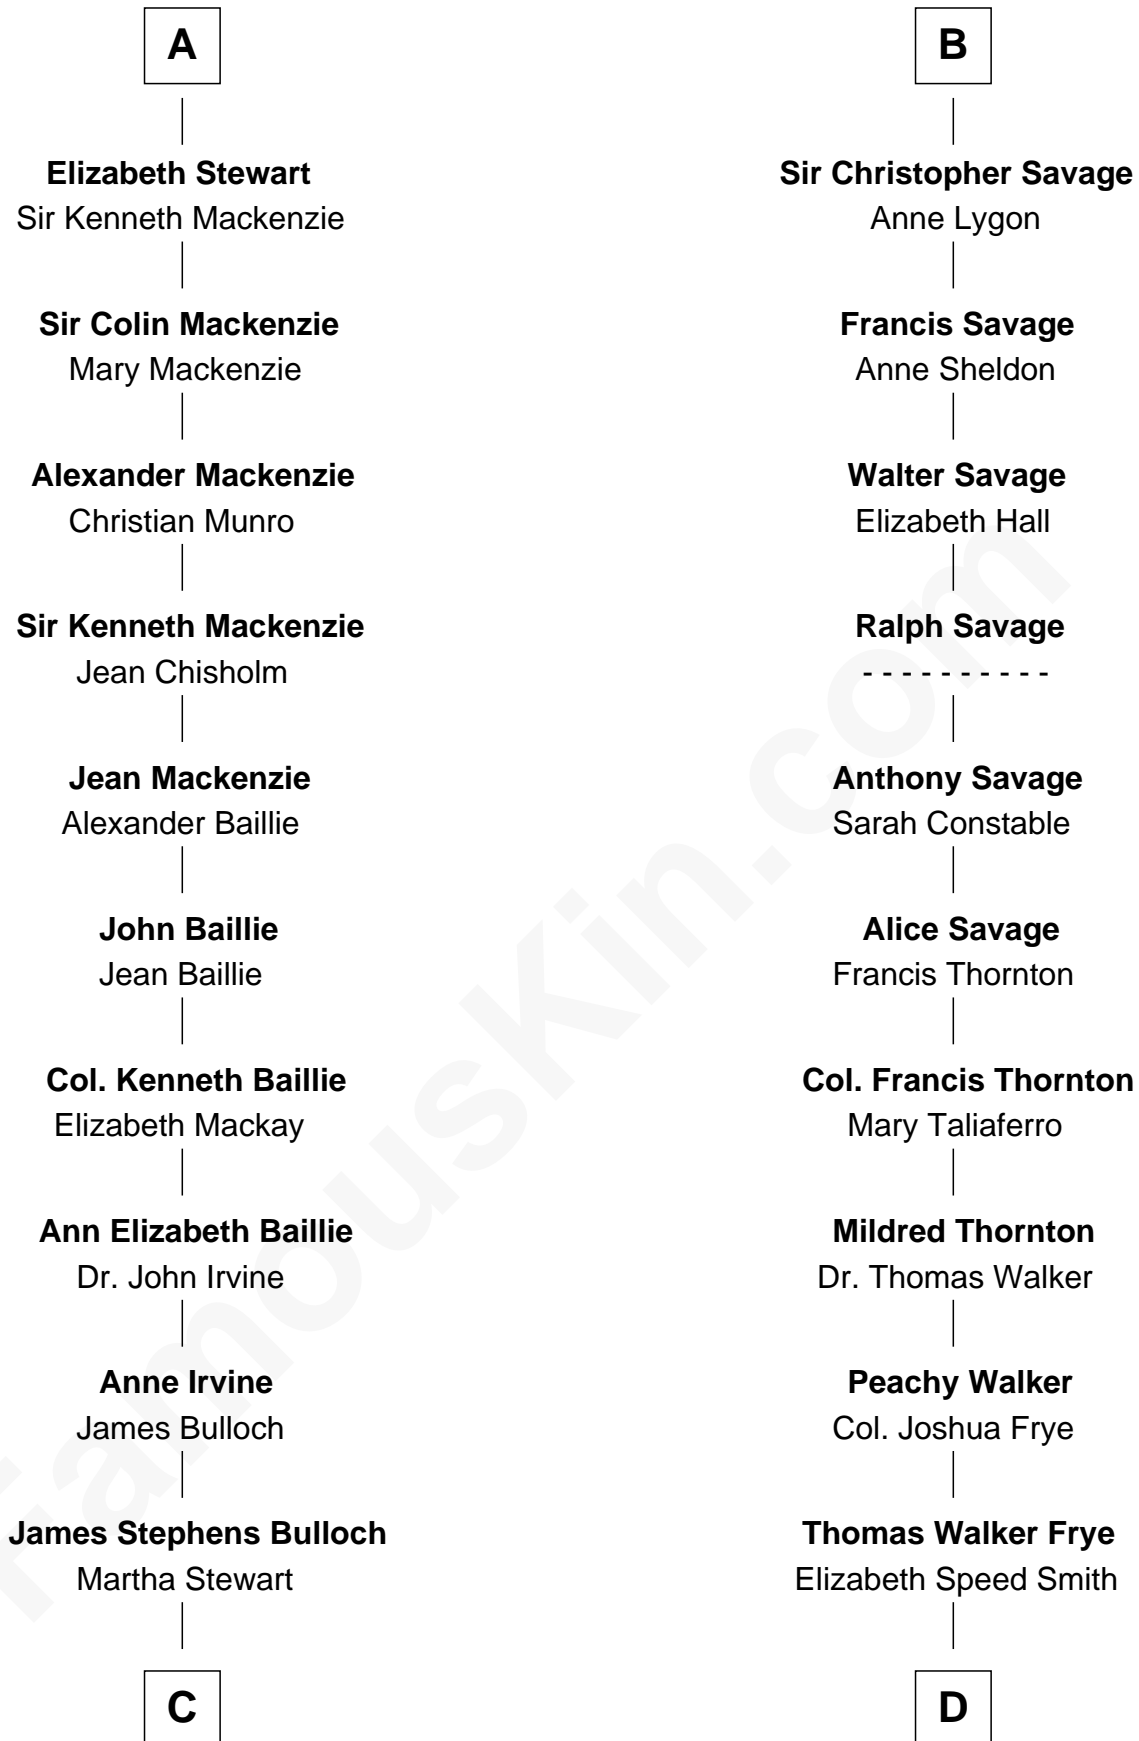 A
Elizabeth Stewart
Sir Kenneth Mackenzie
Sir Colin Mackenzie
Mary Mackenzie
Alexander Mackenzie
Christian Munro
Sir Kenneth Mackenzie
Jean Chisholm
Jean Mackenzie
Alexander Baillie
John Baillie
Jean Baillie
Col. Kenneth Baillie
Elizabeth Mackay
Ann Elizabeth Baillie
Dr. John Irvine
Anne Irvine
James Bulloch
James Stephens Bulloch
Martha Stewart
C
B
Sir Christopher Savage
Anne Lygon
Francis Savage
Anne Sheldon
Walter Savage
Elizabeth Hall
Ralph Savage
- - - - - - - - - -
Anthony Savage
Sarah Constable
Alice Savage
Francis Thornton
Col. Francis Thornton
Mary Taliaferro
Mildred Thornton
Dr. Thomas Walker
Peachy Walker
Col. Joshua Frye
Thomas Walker Frye
Elizabeth Speed Smith
D
FamousKin.com